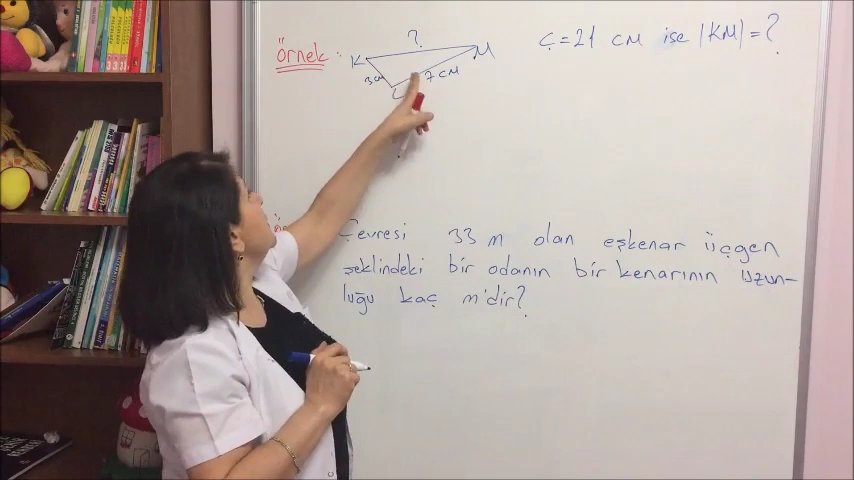 Örnek:
?
K
M
3 cm
7 cm
L
Ç=21 cm ise |KM|=?
Çevresi 33 m olan eşkenar üçgen
şeklindeki bir odanın bir kenarının uzun-
luğu kaç m'dir?